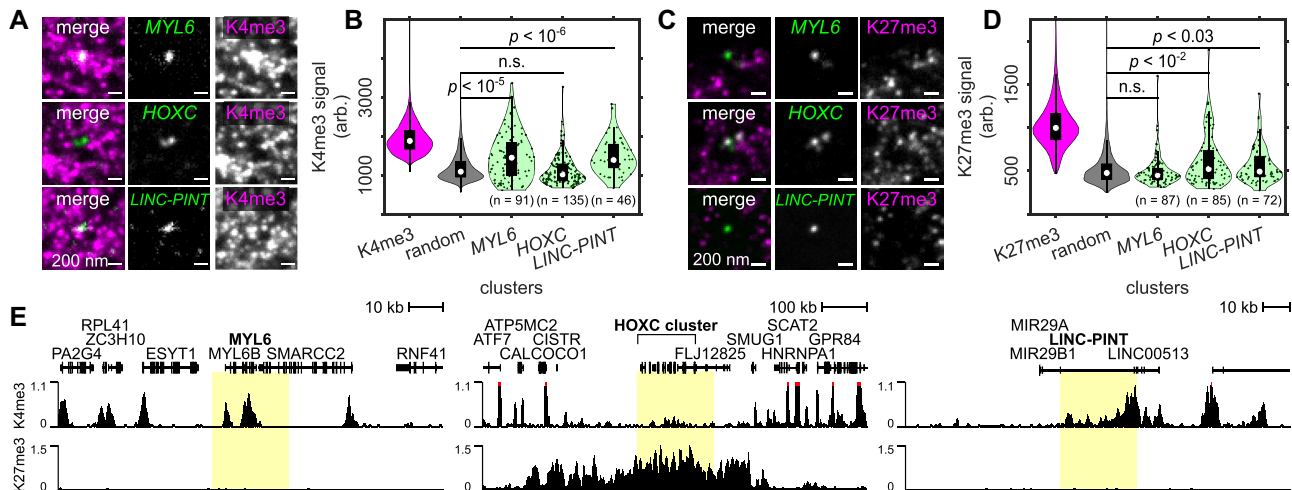 A
merge
MYL6
K4me3
merge
HOXC
K4me3
merge
LINC-PINT
K4me3
200 nm
B
K4me3 signal
(arb.)
3000
1000
p < 10-6
n.s.
p < 10-5
(n = 91)
(n = 135)
(n = 46)
K4me3
random
MYL6
HOXC
LINC-PINT
clusters
C
merge
MYL6
K27me3
merge
HOXC
K27me3
merge
LINC-PINT
K27me3
200 nm
D
K27me3 signal
(arb.)
1500
500
p < 0.03
p < 10-2
n.s.
(n = 87)
(n = 85)
(n = 72)
K27me3
random
MYL6
HOXC
LINC-PINT
clusters
E
10 kb
RPL41
ZC3H10
MYL6
PA2G4
ESYT1
MYL6B
SMARCC2
RNF41
K4me3
1.1
0
K27me3
1.5
0
100 kb
ATP5MC2
HOXC cluster
SCAT2
ATF7
CISTR
SMUG1
GPR84
CALCOCO1
FLJ12825
HNRNPA1
1.1
0
1.5
0
10 kb
MIR29A
LINC-PINT
MIR29B1
LINC00513
1.1
0
1.5
0